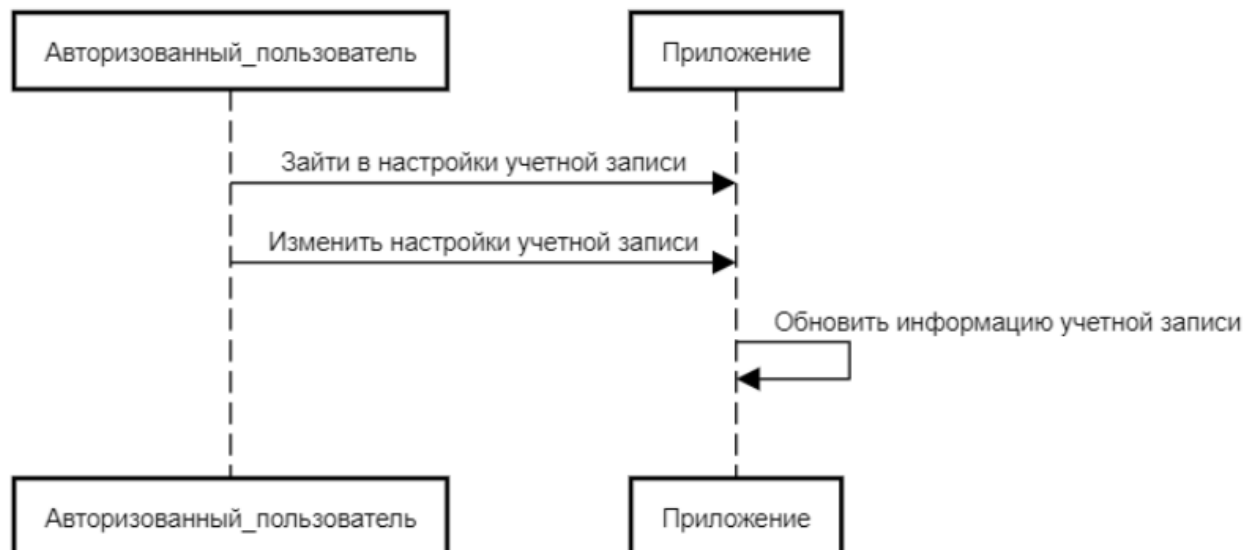 Авторизованный_пользователь
Приложение
Зайти в настройки учетной записи
Изменить настройки учетной записи
Обновить информацию учетной записи
Авторизованный_пользователь
Приложение